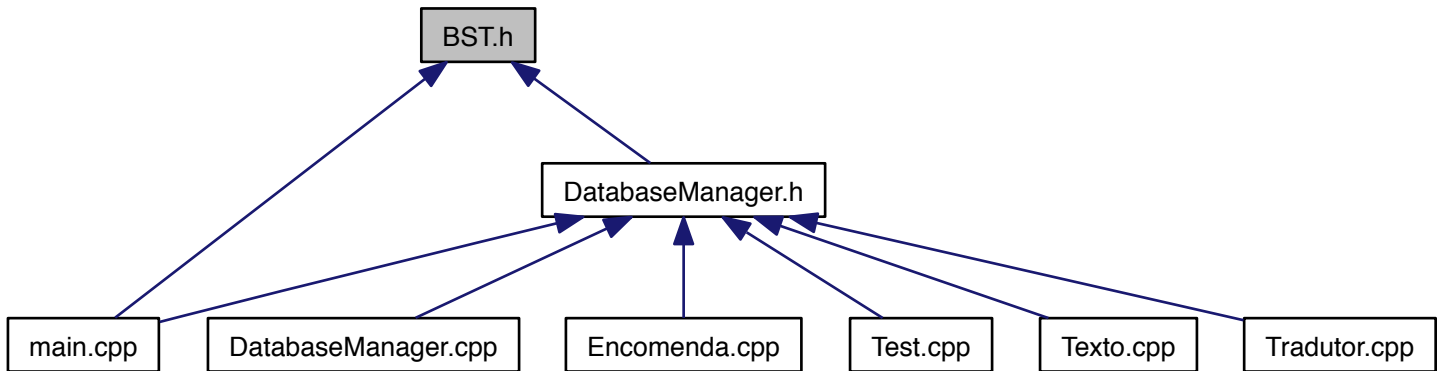 BST.h
DatabaseManager.h
main.cpp
DatabaseManager.cpp
Encomenda.cpp
Test.cpp
Texto.cpp
Tradutor.cpp